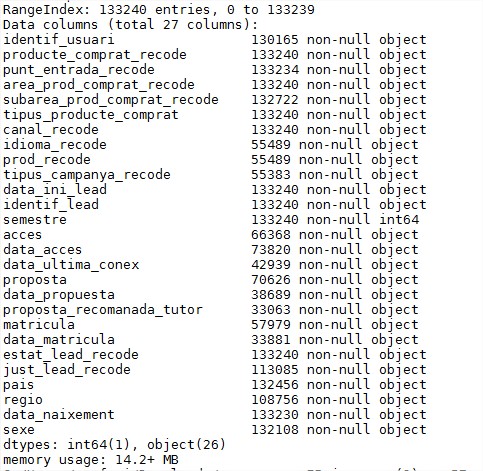 RangeIndex: 133240 entries, 0 to 133239
Data columns (total 27 columns):
identif_usuari 130165 non-null object
producte_comprat_recode 133240 non-null object
punt_entrada_recode 133234 non-null object
area_prod_comprat_recode 133240 non-null object
subarea_prod_comprat_recode 132722 non-null object
tipus_producte_comprat 133240 non-null object
canal_recode 133240 non-null object
idioma_recode 55489 non-null object
prod_recode 55489 non-null object
tipus_campanya_recode 55383 non-null object
data_ini_lead 133240 non-null object
identif_lead 133240 non-null object
semestre 133240 non-null int64
acces 66368 non-null object
data_acces 73820 non-null object
data_ultima_conex 42939 non-null object
proposta 70626 non-null object
data_propuesta 38689 non-null object
proposta_recomanada_tutor 33063 non-null object
matricula 57979 non-null object
data_matricula 33881 non-null object
estat_lead_recode 133240 non-null object
just_lead_recode 113085 non-null object
pais 132456 non-null object
regio 108756 non-null object
data_naixement 133230 non-null object
sexe 132108 non-null object
dtypes: int64(1), object(26)
memory usage: 14.2+ MB